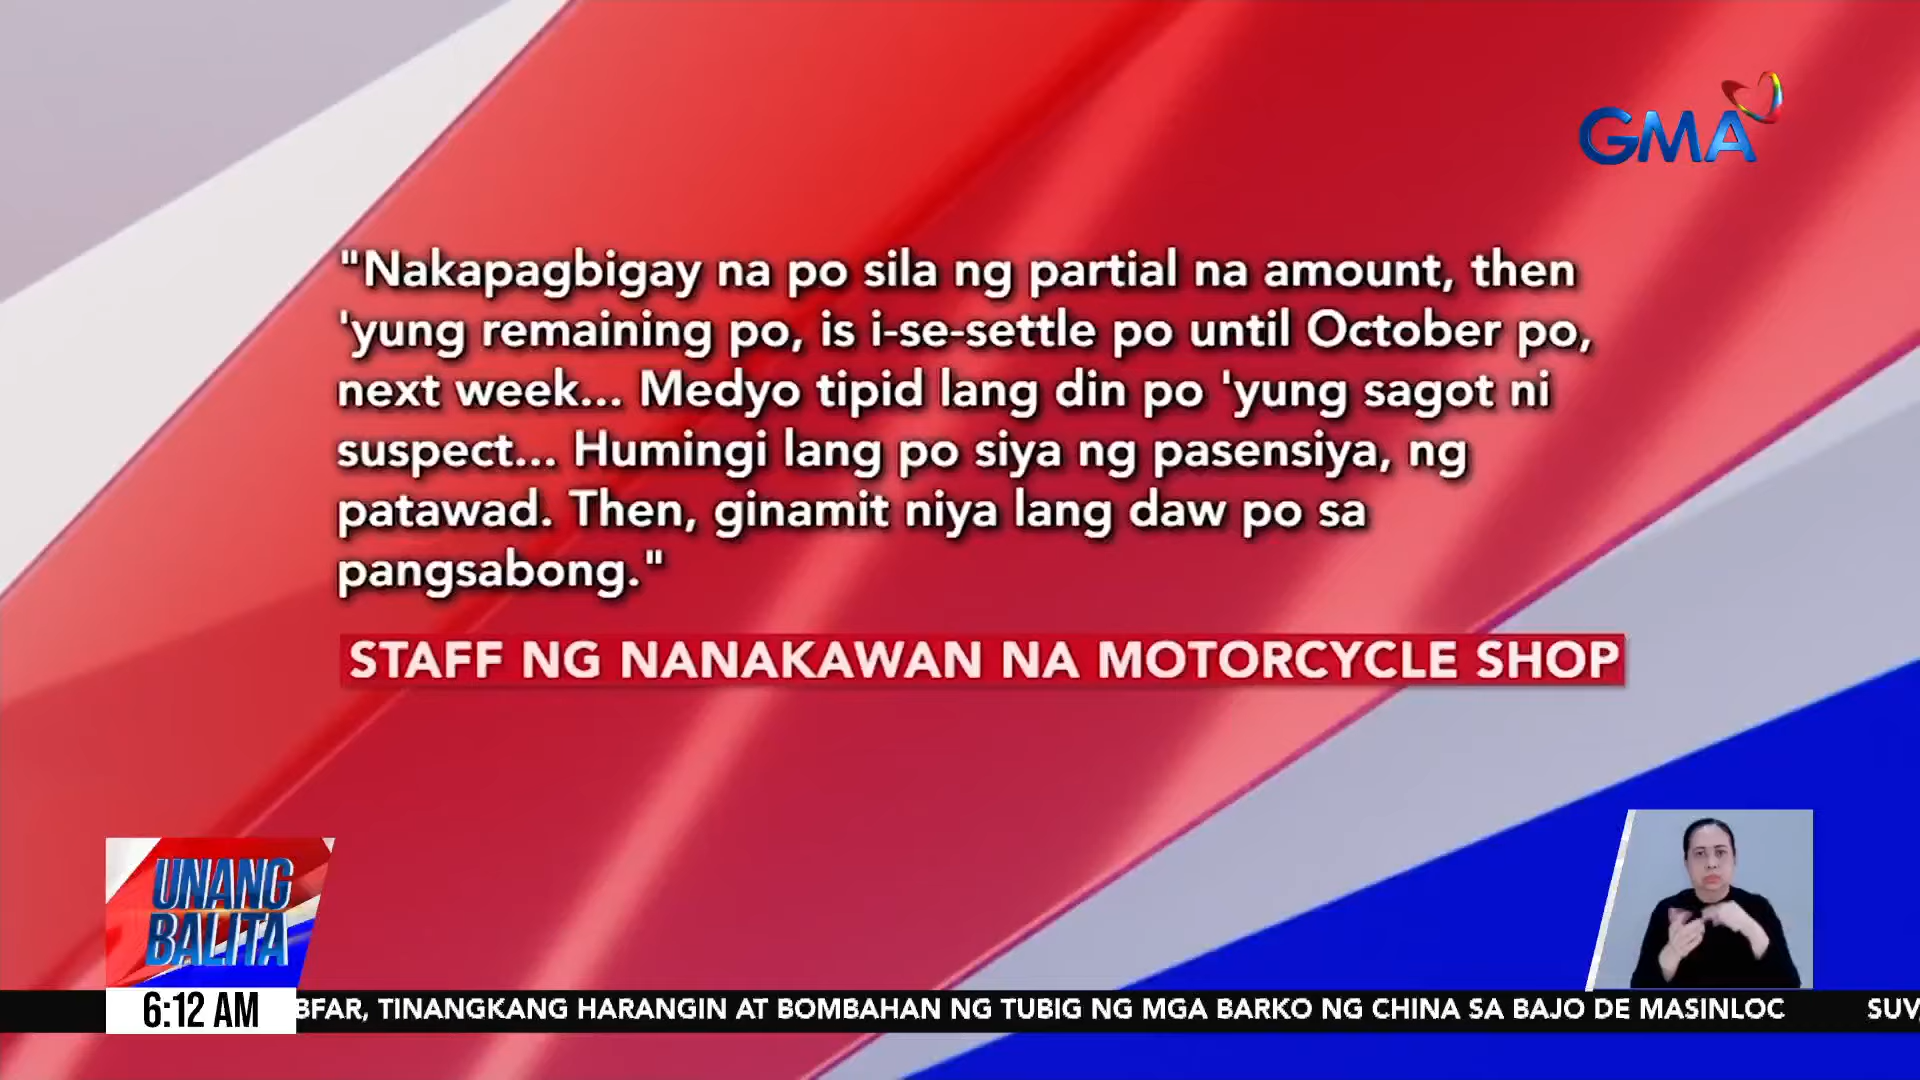 GMA
"Nakapagbigay na po sila ng partial na amount, then
'yung remaining po, is i-se-settle po until October po,
next week... Medyo tipid lang din po 'yung sagot ni
suspect... Humingi lang po siya ng pasensiya, ng
patawad. Then, ginamit niya lang daw po sa
pangsabong."
STAFF NG NANAKAWAN NA MOTORCYCLE SHOP
UNANG
BALITA
6:12 AM
BFAR, TINANGKANG HARANGIN AT BOMBAHAN NG TUBIG NG MGA BARKO NG CHINA SA BAJO DE MASINLOC